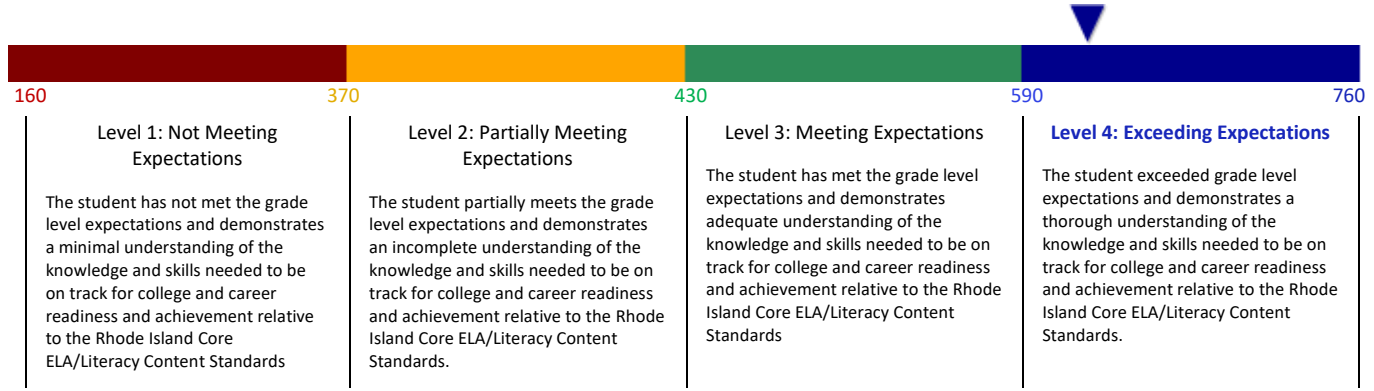 160
370
430
590
760
Level 1: Not Meeting
Expectations
The student has not met the grade
level expectations and demonstrates
a minimal understanding of the
knowledge and skills needed to be
on track for college and career
readiness and achievement relative
to the Rhode Island Core
ELA/Literacy Content Standards
Level 2: Partially Meeting
Expectations
The student partially meets the grade
level expectations and demonstrates
an incomplete understanding of the
knowledge and skills needed to be on
track for college and career readiness
and achievement relative to the Rhode
Island Core ELA/Literacy Content
Standards.
Level 3: Meeting Expectations
The student has met the grade level
expectations and demonstrates
adequate understanding of the
knowledge and skills needed to be on
track for college and career readiness
and achievement relative to the Rhode
Island Core ELA/Literacy Content
Standards
Level 4: Exceeding Expectations
The student exceeded grade level
expectations and demonstrates a
thorough understanding of the
knowledge and skills needed to be on
track for college and career readiness
and achievement relative to the Rhode
Island Core ELA/Literacy Content
Standards.